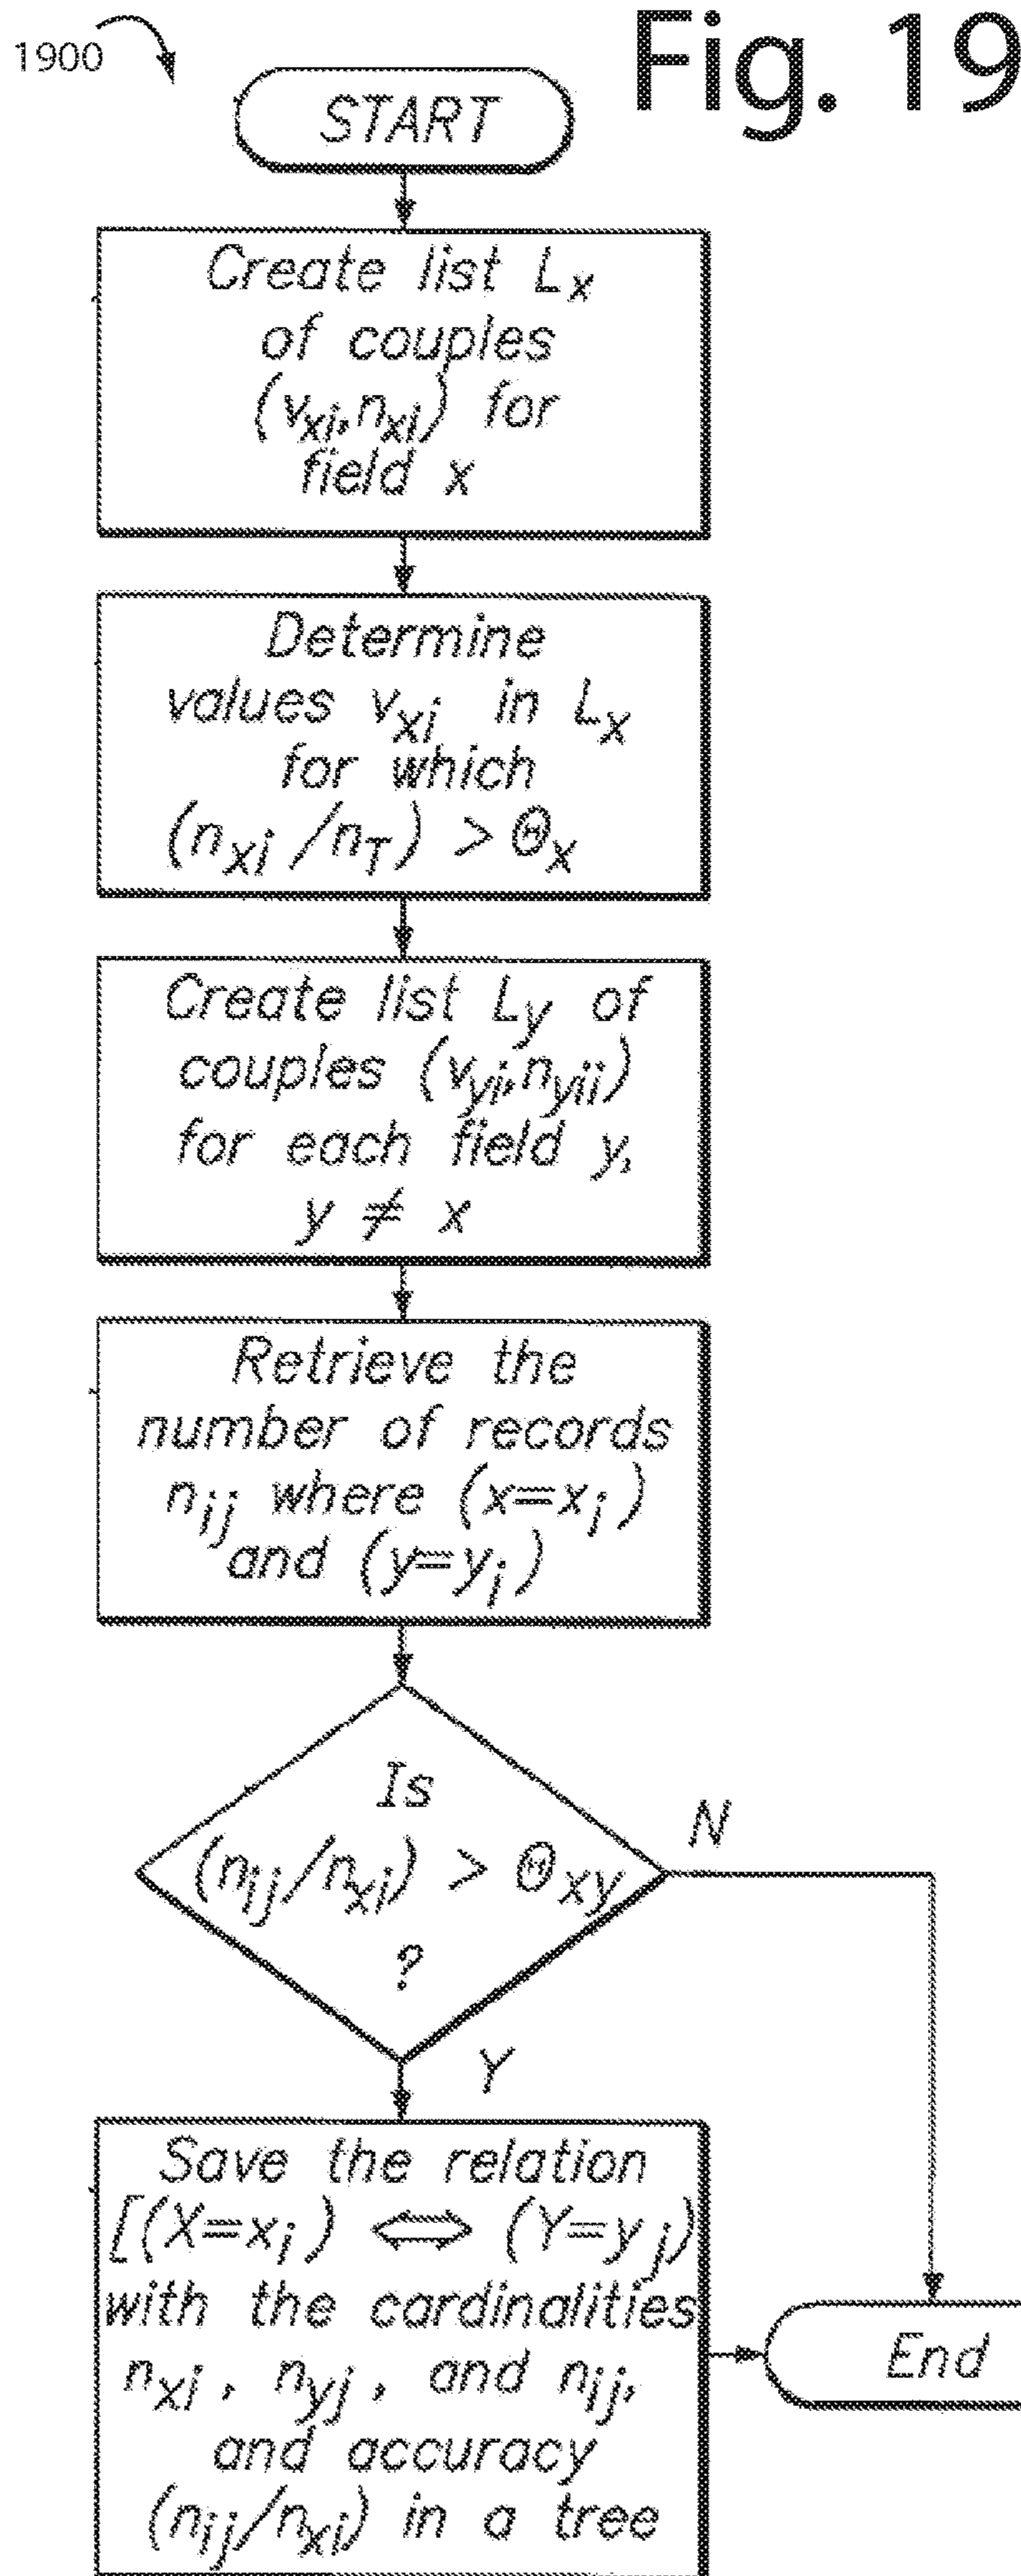 1900
Fig. 19
START
Create list Lx
of couples
(vxi,nxi) for
field x
Determine
values vxi in Lx
for which
(nxi /nT) > Θx
Create list Ly of
couples (vyi,nyii)
for each field y,
y ≠ x
Retrieve the
number of records
nij where (x=xi)
and (y=yi)
Is
(nij/nxi) > Θxy
?
N
Y
Save the relation
[(X=xi) ⇔ (Y=yj)
with the cardinalities
nxi, nyj, and nij,
and accuracy
(nij/nxi) in a tree
End